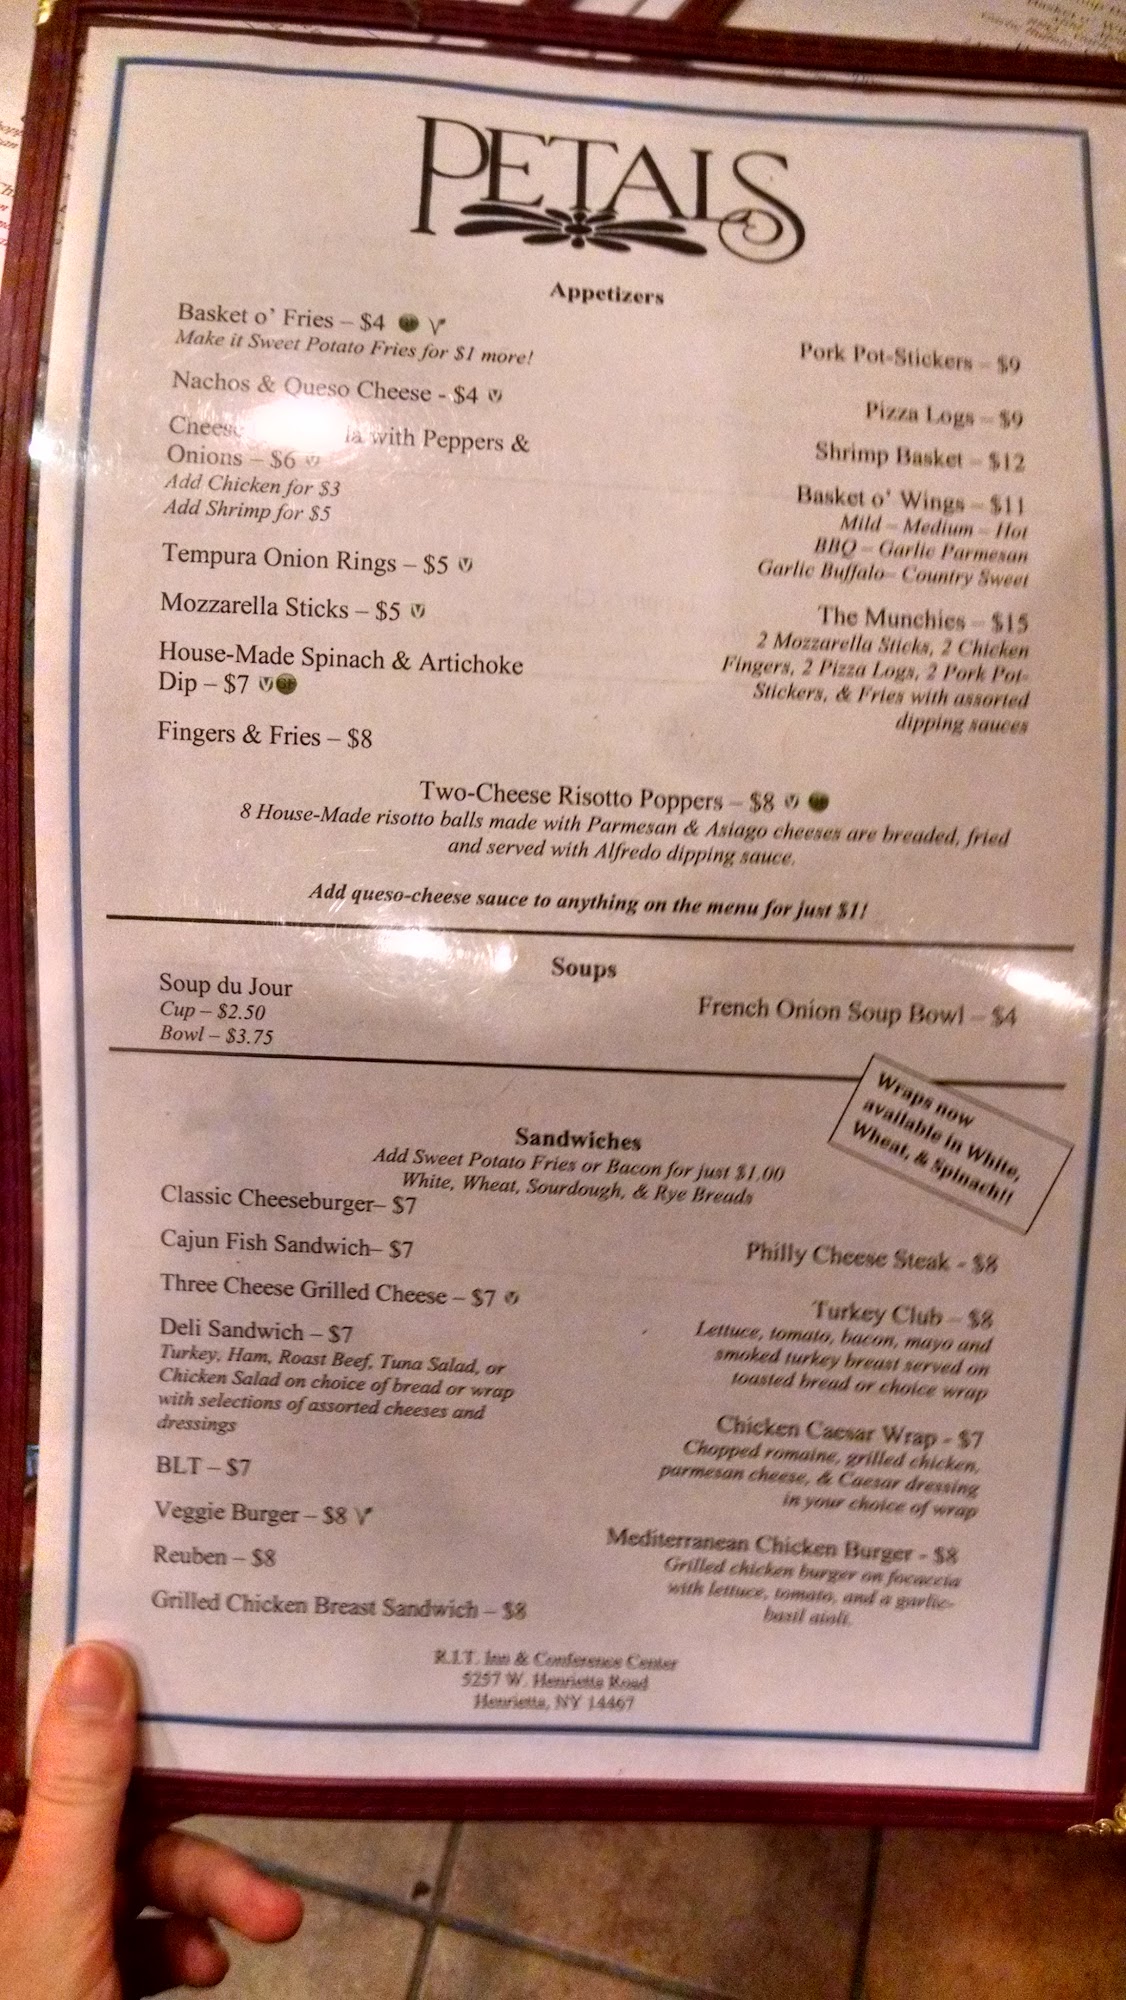 PETALS
Appetizers
Basket o' Fries – $4 GF V
Make it Sweet Potato Fries for $1 more!
Nachos & Queso Cheese - $4 V
Cheese with Peppers &
Onions – $6 V
Add Chicken for $3
Add Shrimp for $5
Tempura Onion Rings – $5 V
Mozzarella Sticks – $5 V
House-Made Spinach & Artichoke
Dip – $7 V GF
Fingers & Fries – $8
Pork Pot-Stickers – $9
Pizza Logs – $9
Shrimp Basket – $12
Basket o' Wings – $11
Mild – Medium – Hot
BBQ – Garlic Parmesan
Garlic Buffalo– Country Sweet
The Munchies – $15
2 Mozzarella Sticks, 2 Chicken
Fingers, 2 Pizza Logs, 2 Pork Pot-
Stickers, & Fries with assorted
dipping sauces
Two-Cheese Risotto Poppers – $8 V GF
8 House-Made risotto balls made with Parmesan & Asiago cheeses are breaded, fried
and served with Alfredo dipping sauce.
Add queso-cheese sauce to anything on the menu for just $1!
Soups
Soup du Jour
Cup – $2.50
Bowl – $3.75
French Onion Soup Bowl – $4
Wraps now
available in White,
Wheat, & Spinach!!
Sandwiches
Add Sweet Potato Fries or Bacon for just $1.00
White, Wheat, Sourdough, & Rye Breads
Classic Cheeseburger– $7
Cajun Fish Sandwich– $7
Three Cheese Grilled Cheese – $7 V
Deli Sandwich – $7
Turkey, Ham, Roast Beef, Tuna Salad, or
Chicken Salad on choice of bread or wrap
with selections of assorted cheeses and
dressings
BLT – $7
Veggie Burger – $8 V
Reuben – $8
Grilled Chicken Breast Sandwich – $8
Philly Cheese Steak - $8
Turkey Club – $8
Lettuce, tomato, bacon, mayo and
smoked turkey breast served on
toasted bread or choice wrap
Chicken Caesar Wrap - $7
Chopped romaine, grilled chicken,
parmesan cheese, & Caesar dressing
in your choice of wrap
Mediterranean Chicken Burger - $8
Grilled chicken burger on focaccia
with lettuce, tomato, and a garlic-
basil aioli.
R.I.T. Inn & Conference Center
5257 W. Henrietta Road
Henrietta, NY 14467